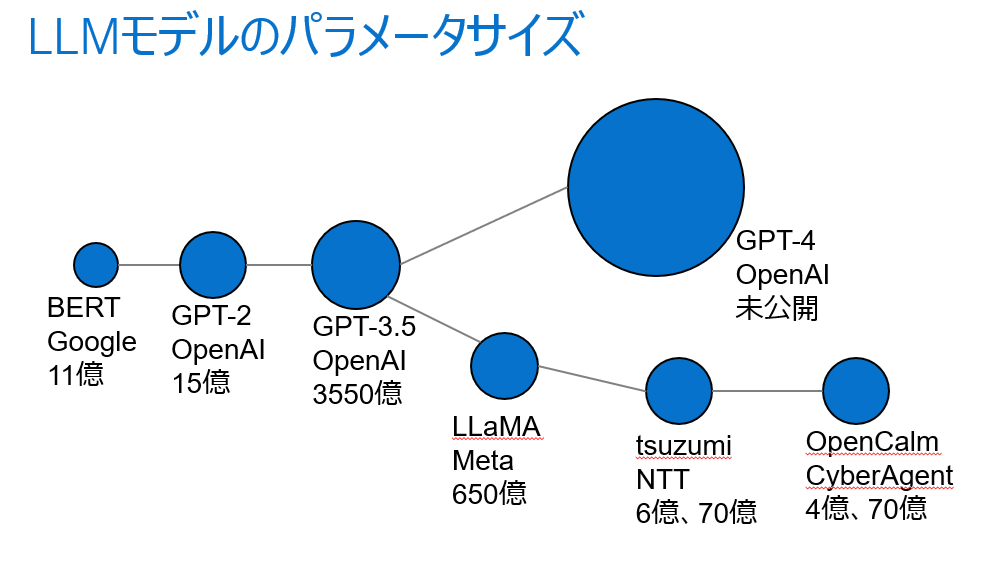 LLMモデルのパラメータサイズ
BERT
Google
11億
GPT-2
OpenAI
15億
GPT-3.5
OpenAI
3550億
GPT-4
OpenAI
未公開
LLaMA
Meta
650億
tsuzumi
NTT
6億、70億
OpenCalm
CyberAgent
4億、70億